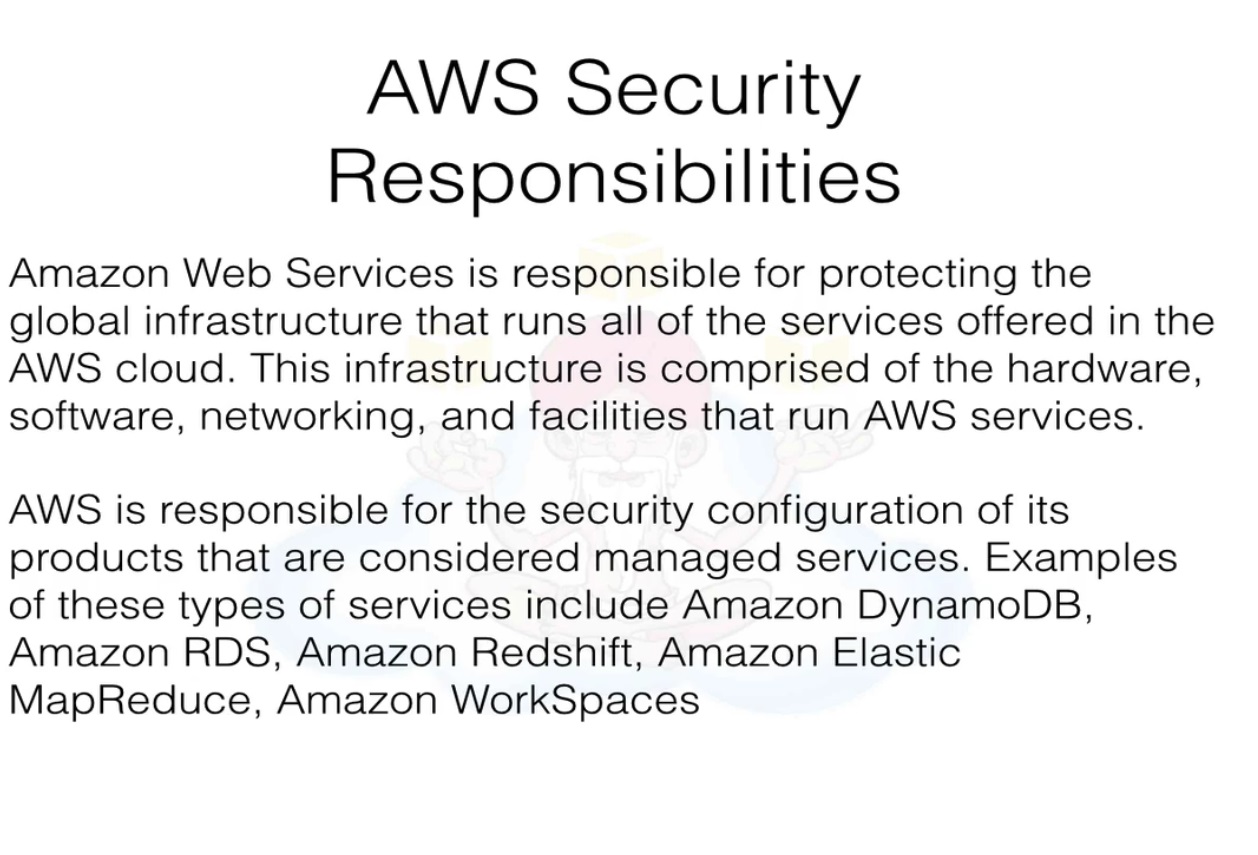 AWS Security
Responsibilities
Amazon Web Services is responsible for protecting the
global infrastructure that runs all of the services offered in the
AWS cloud. This infrastructure is comprised of the hardware,
software, networking, and facilities that run AWS services.
AWS is responsible for the security configuration of its
products that are considered managed services. Examples
of these types of services include Amazon DynamoDB,
Amazon RDS, Amazon Redshift, Amazon Elastic
MapReduce, Amazon WorkSpaces